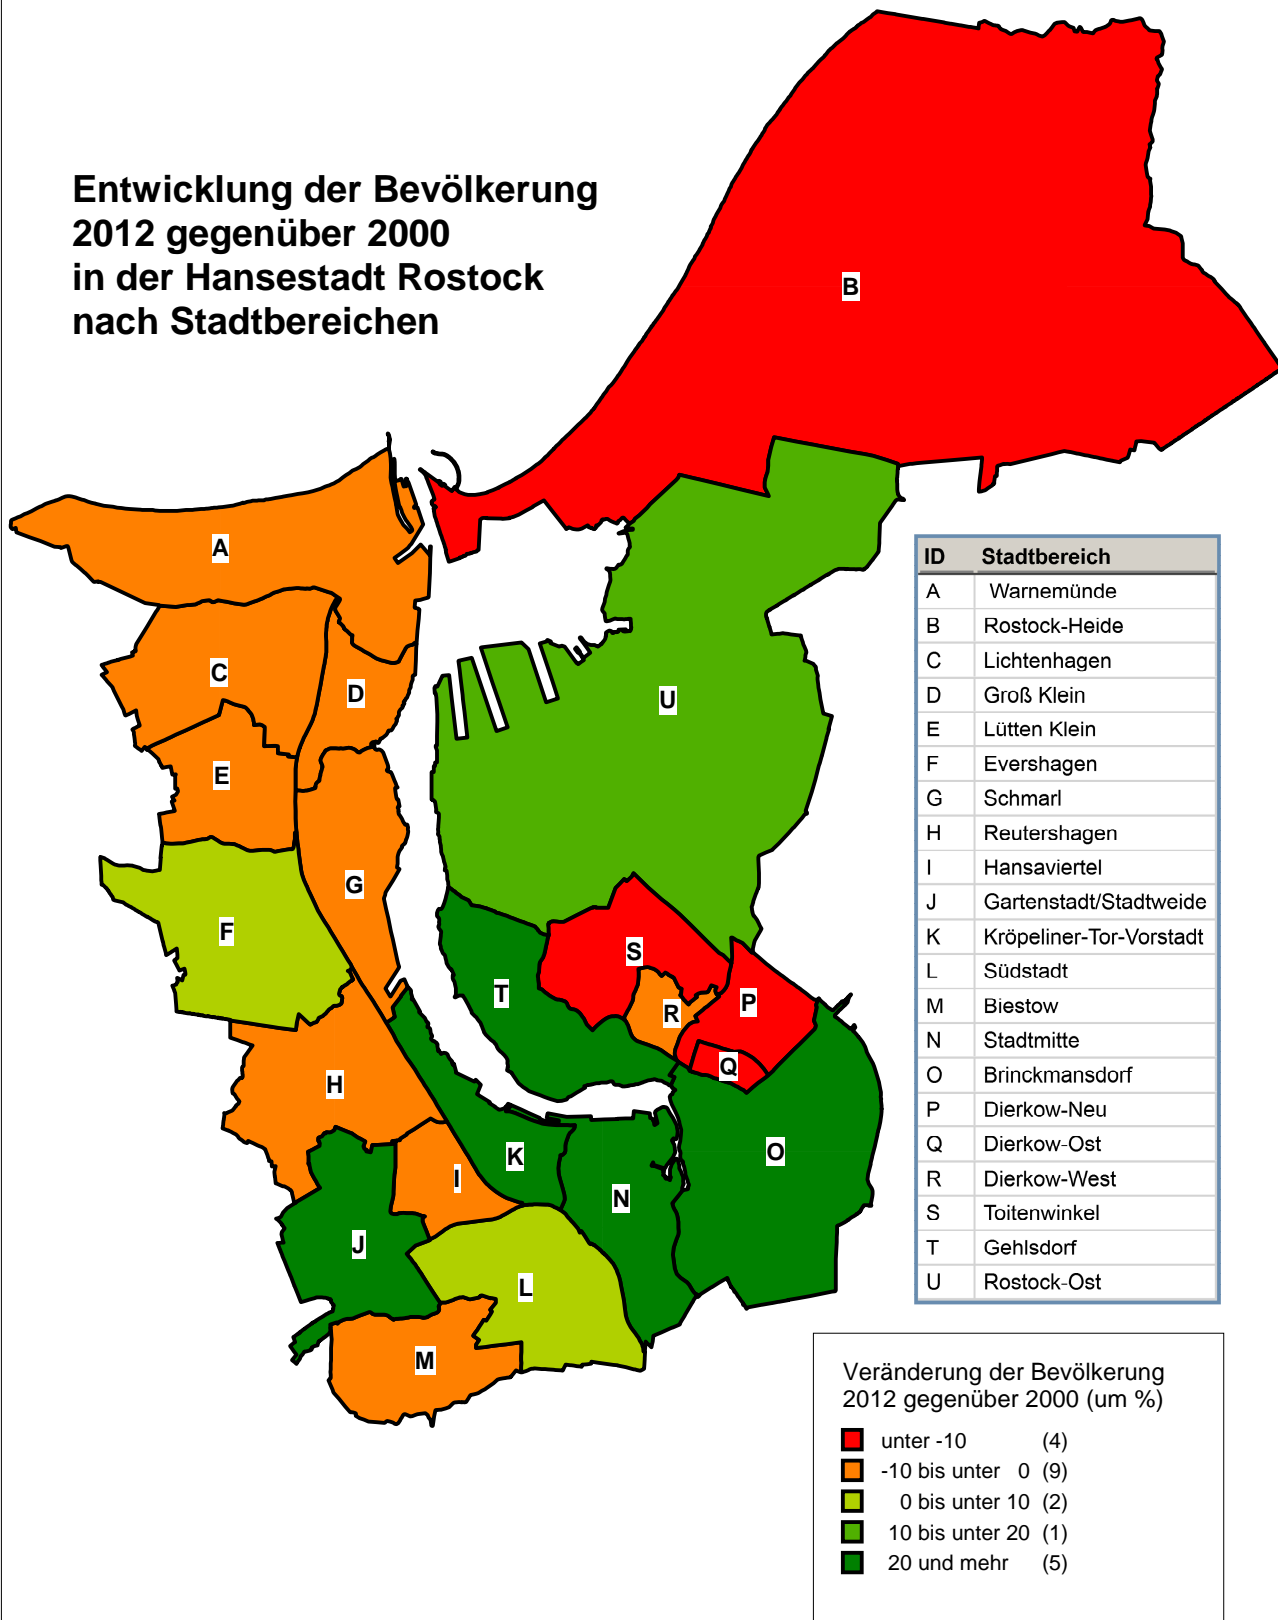 Entwicklung der Bevölkerung
2012 gegenüber 2000
in der Hansestadt Rostock
nach Stadtbereichen
B
A
C
D
U
E
G
F
S
T
R
P
Q
H
K
O
I
N
J
L
M
ID Stadtbereich
A Warnemünde
B Rostock-Heide
C Lichtenhagen
D Groß Klein
E Lütten Klein
F Evershagen
G Schmarl
H Reutershagen
I Hansaviertel
J Gartenstadt/Stadtweide
K Kröpeliner-Tor-Vorstadt
L Südstadt
M Biestow
N Stadtmitte
O Brinckmansdorf
P Dierkow-Neu
Q Dierkow-Ost
R Dierkow-West
S Toitenwinkel
T Gehlsdorf
U Rostock-Ost
Veränderung der Bevölkerung
2012 gegenüber 2000 (um %)
unter -10 (4)
-10 bis unter 0 (9)
0 bis unter 10 (2)
10 bis unter 20 (1)
20 und mehr (5)